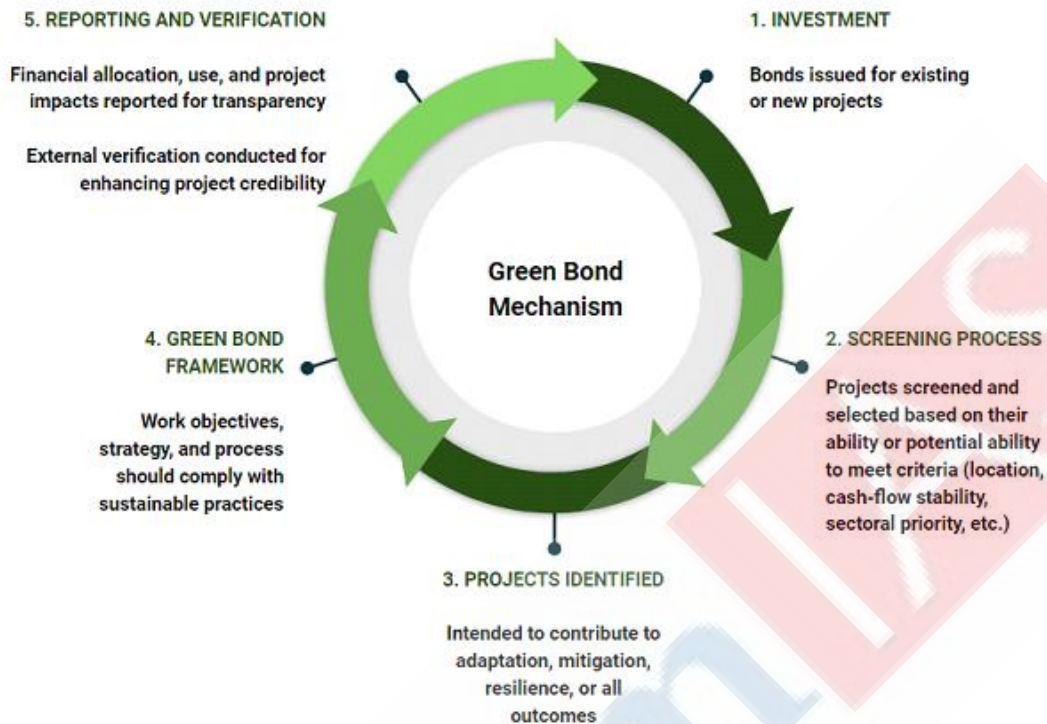 5. REPORTING AND VERIFICATION
Financial allocation, use, and project
impacts reported for transparency
External verification conducted for
enhancing project credibility
1. INVESTMENT
Bonds issued for existing
or new projects
Green Bond
Mechanism
4. GREEN BOND
FRAMEWORK
Work objectives,
strategy, and process
should comply with
sustainable practices
2. SCREENING PROCESS
Projects screened and
selected based on their
ability or potential ability
to meet criteria (location,
cash-flow stability,
sectoral priority, etc.)
3. PROJECTS IDENTIFIED
Intended to contribute to
adaptation, mitigation,
resilience, or all
outcomes